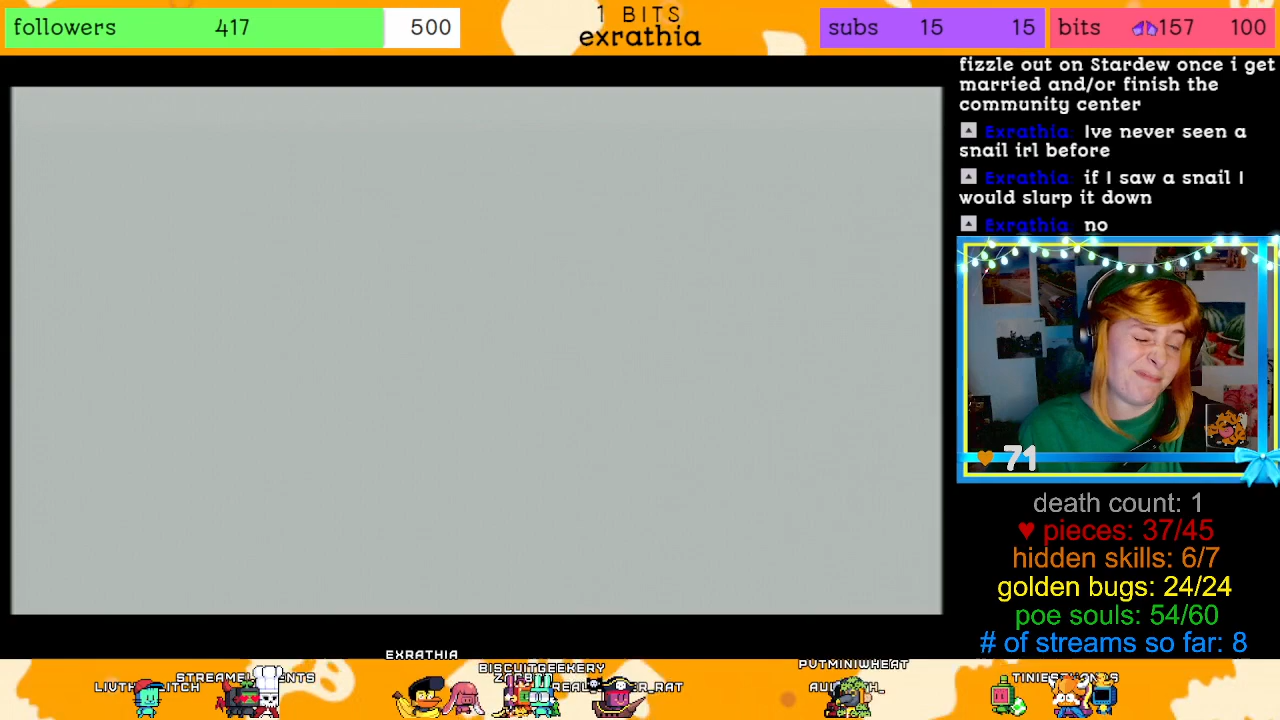 followers 417 500
1 BITS
exrathia
subs 15 15
bits 157 100
fizzle out on Stardew once i get
married and/or finish the
community center
Exrathia: Ive never seen a
snail irl before
Exrathia: if I saw a snail I
would slurp it down
Exrathia: no
71
death count: 1
♥ pieces: 37/45
hidden skills: 6/7
golden bugs: 24/24
poe souls: 54/60
# of streams so far: 8
EXRATHIA
BISCUITGEEKERY
PUTMINIWHEAT